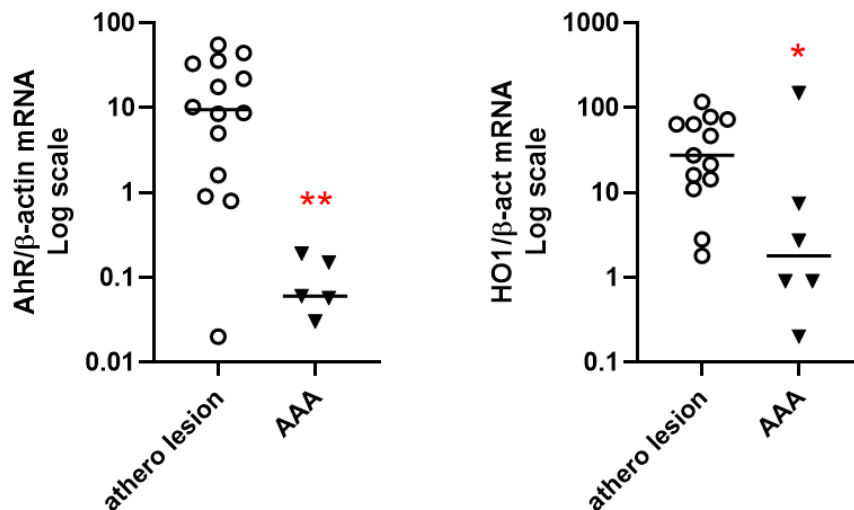 AhR/β-actin mRNA
Log scale
100
10
1
0.1
0.01
**
athero lesion
AAA
HO1/β-act mRNA
Log scale
1000
100
10
1
0.1
*
athero lesion
AAA